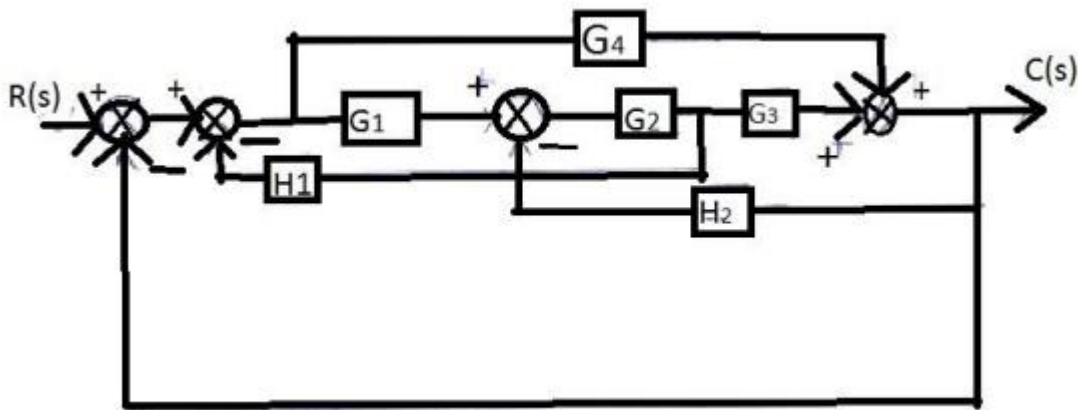 G4
R(s) + + + + C(s)
G1 G2 G3
− − − +
H1
H2